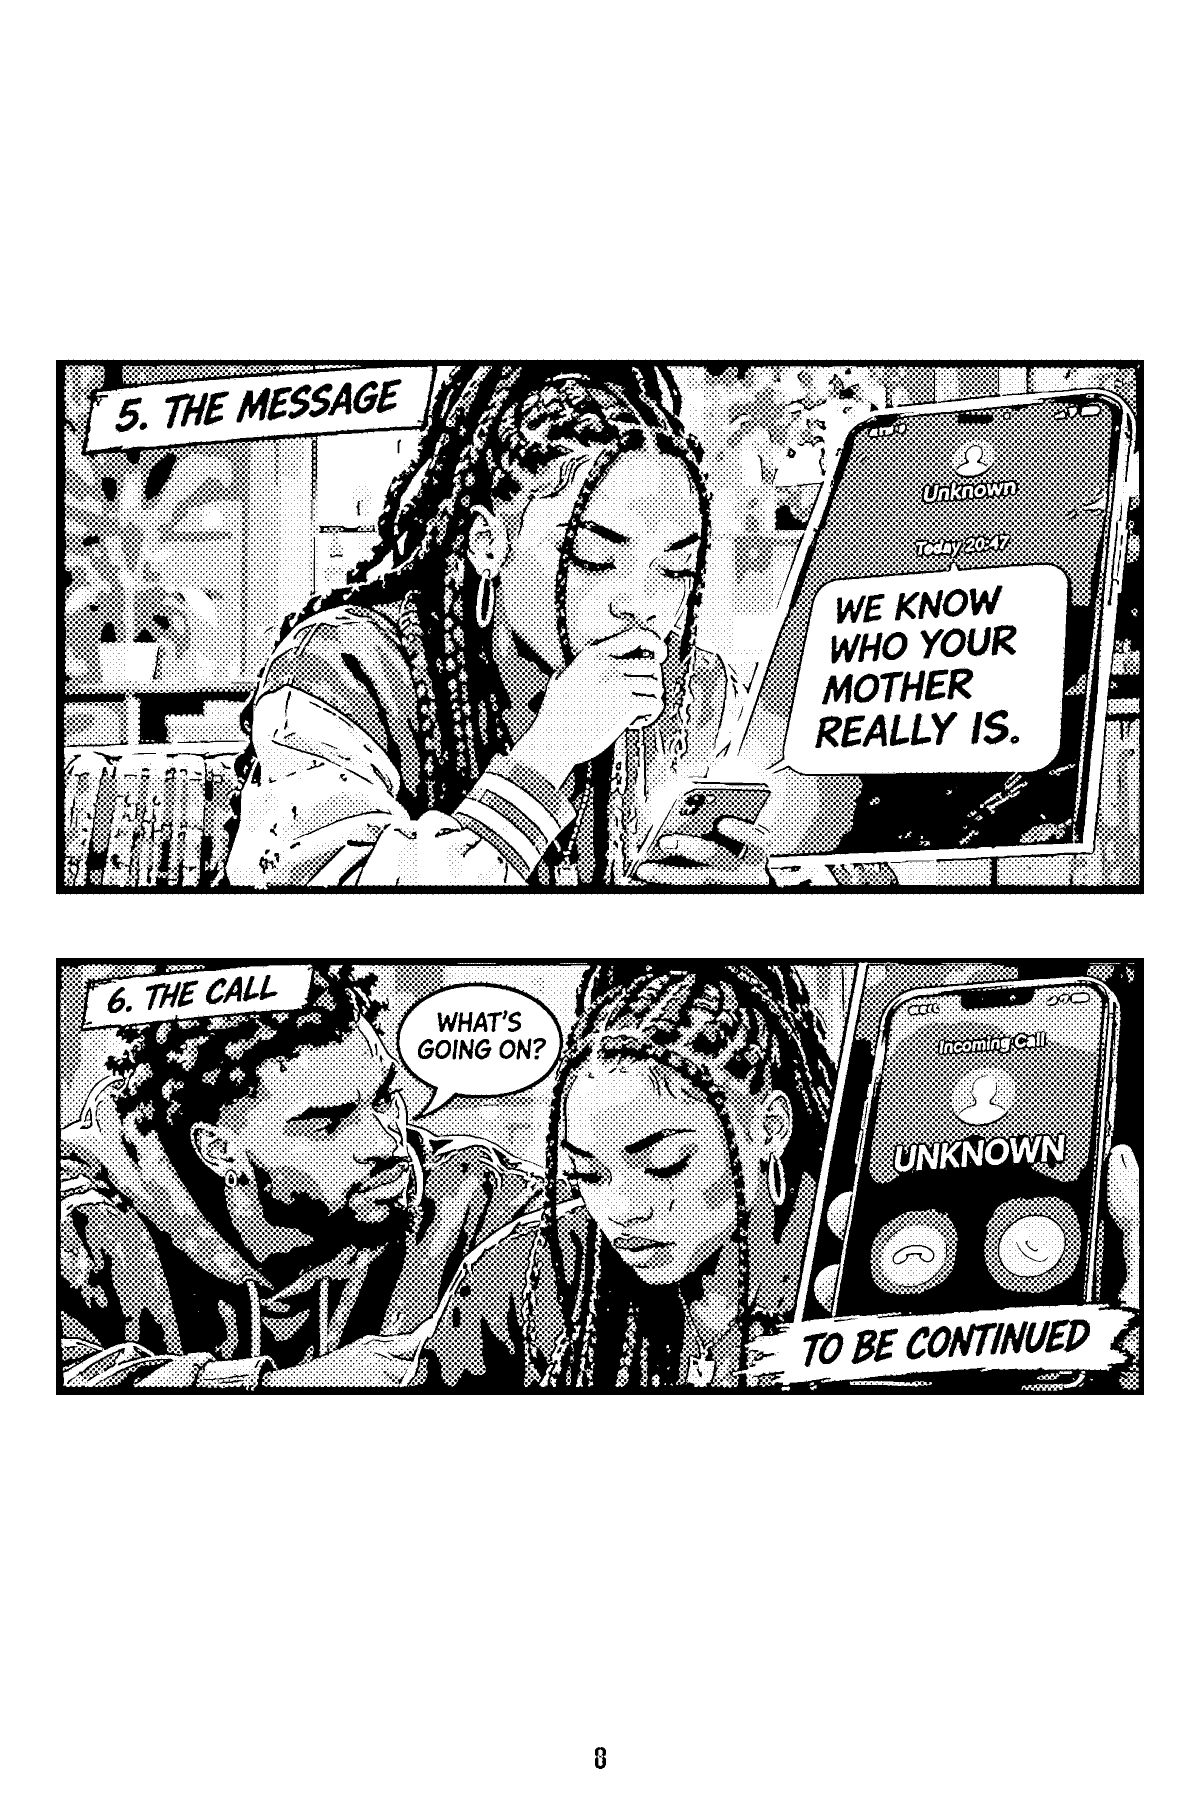 5. THE MESSAGE
Unknown
Today 20:47
WE KNOW
WHO YOUR
MOTHER
REALLY IS.
6. THE CALL
WHAT'S
GOING ON?
Incoming Call
UNKNOWN
TO BE CONTINUED
8